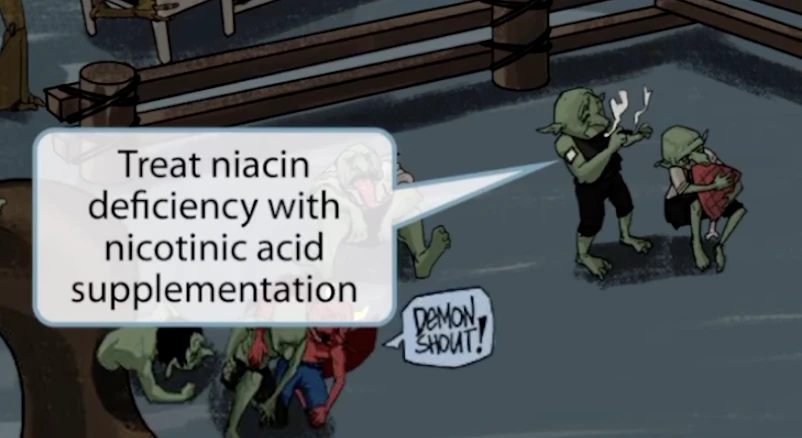 Treat niacin
deficiency with
nicotinic acid
supplementation
DEMON
SHOUT!